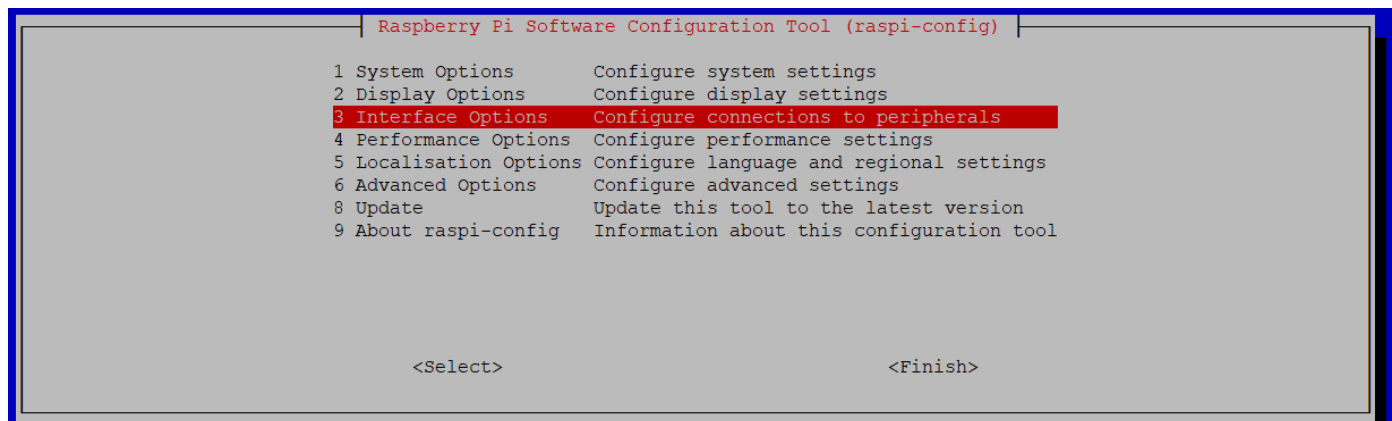 Raspberry Pi Software Configuration Tool (raspi-config)
1 System Options Configure system settings
2 Display Options Configure display settings
3 Interface Options Configure connections to peripherals
4 Performance Options Configure performance settings
5 Localisation Options Configure language and regional settings
6 Advanced Options Configure advanced settings
8 Update Update this tool to the latest version
9 About raspi-config Information about this configuration tool
<Select> <Finish>